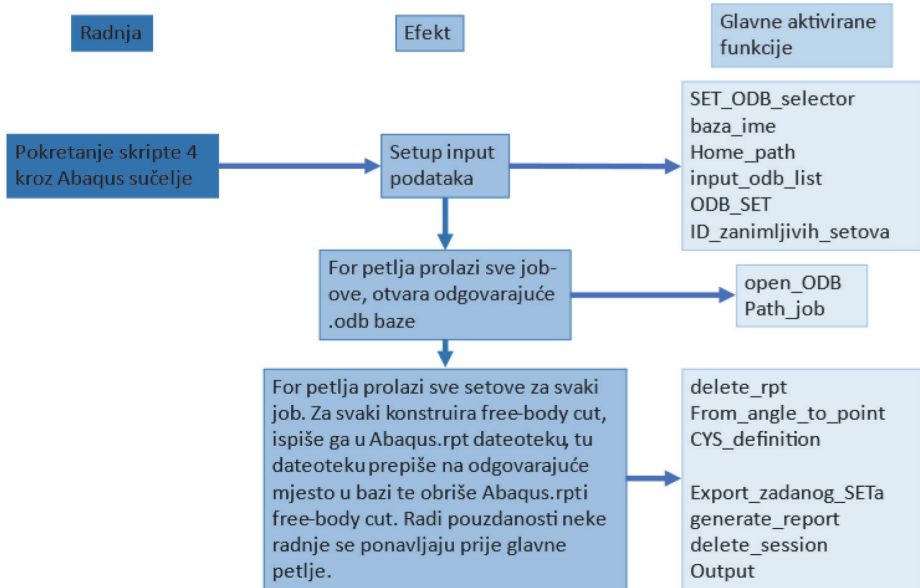 Radnja
Efekt
Glavne aktivirane
funkcije
Pokretanje skripte 4
kroz Abaqus sučelje
Setup input
podataka
SET_ODB_selector
baza_ime
Home_path
input_odb_list
ODB_SET
ID_zanimljivih_setova
For petlja prolazi sve job-
ove, otvara odgovarajuće
.odb baze
open_ODB
Path_job
For petlja prolazi sve setove za svaki
job. Za svaki konstruira free-body cut,
ispiše ga u Abaqus.rpt dateoteku, tu
dateoteku prepiše na odgovarajuće
mjesto u bazi te obriše Abaqus.rpti
free-body cut. Radi pouzdanosti neke
radnje se ponavljaju prije glavne
petlje.
delete_rpt
From_angle_to_point
CYS_definition
Export_zadanog_SETa
generate_report
delete_session
Output